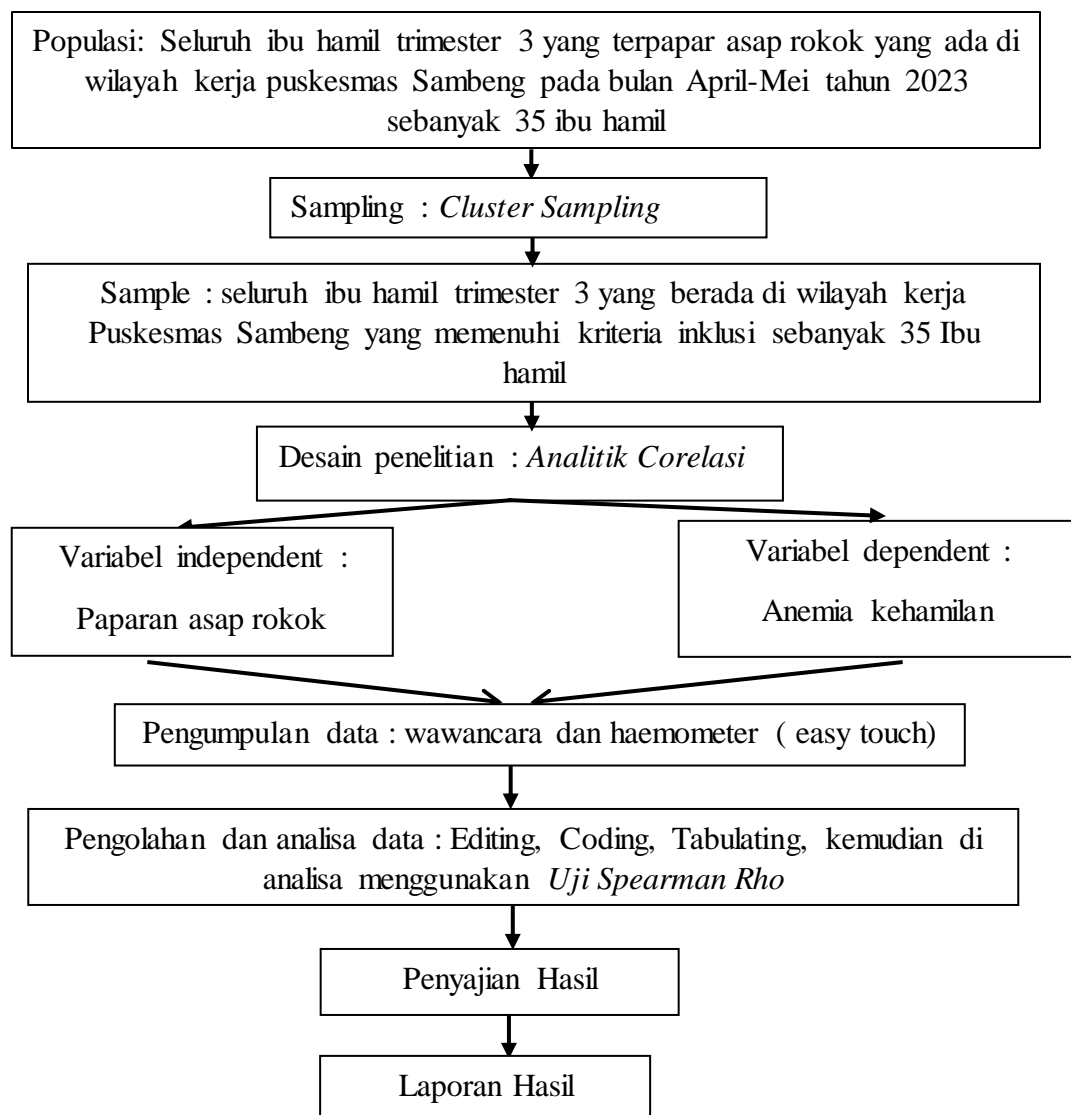 Populasi: Seluruh ibu hamil trimester 3 yang terpapar asap rokok yang ada di
wilayah kerja puskesmas Sambeng pada bulan April-Mei tahun 2023
sebanyak 35 ibu hamil
Sampling : Cluster Sampling
Sample : seluruh ibu hamil trimester 3 yang berada di wilayah kerja
Puskesmas Sambeng yang memenuhi kriteria inklusi sebanyak 35 Ibu
hamil
Desain penelitian : Analitik Corelasi
Variabel independent :
Paparan asap rokok
Variabel dependent :
Anemia kehamilan
Pengumpulan data : wawancara dan haemometer ( easy touch)
Pengolahan dan analisa data : Editing, Coding, Tabulating, kemudian di
analisa menggunakan Uji Spearman Rho
Penyajian Hasil
Laporan Hasil